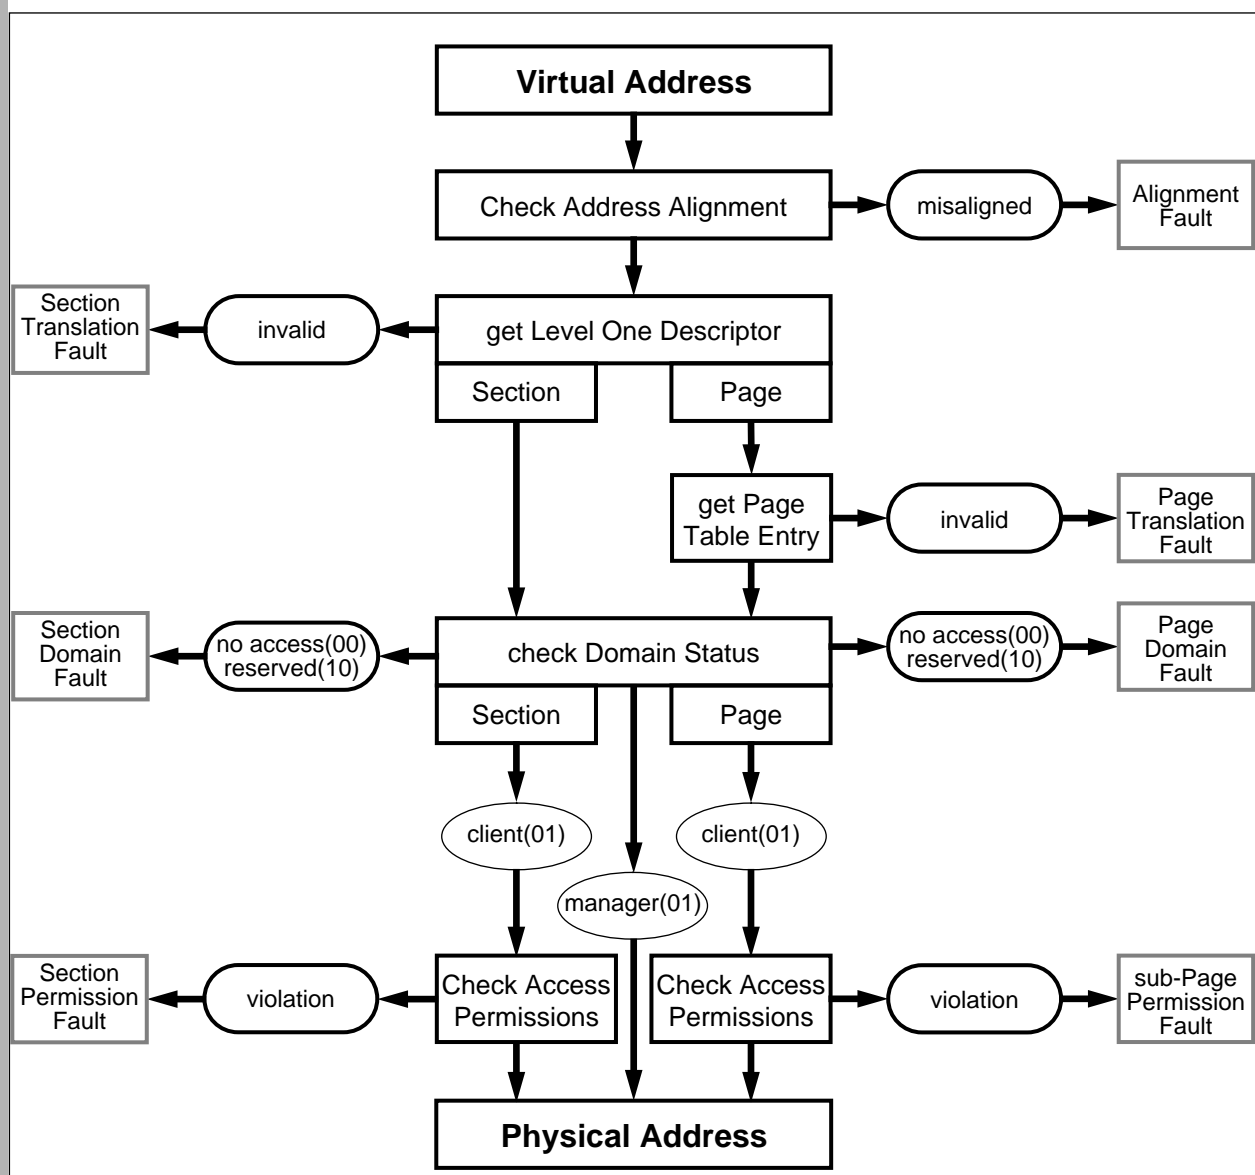 Virtual Address
Check Address Alignment
misaligned
Alignment
Fault
Section
Translation
Fault
invalid
get Level One Descriptor
Section
Page
get Page
Table Entry
invalid
Page
Translation
Fault
Section
Domain
Fault
no access(00)
reserved(10)
check Domain Status
no access(00)
reserved(10)
Page
Domain
Fault
Section
Page
client(01)
client(01)
manager(01)
Section
Permission
Fault
violation
Check Access
Permissions
Check Access
Permissions
violation
sub-Page
Permission
Fault
Physical Address